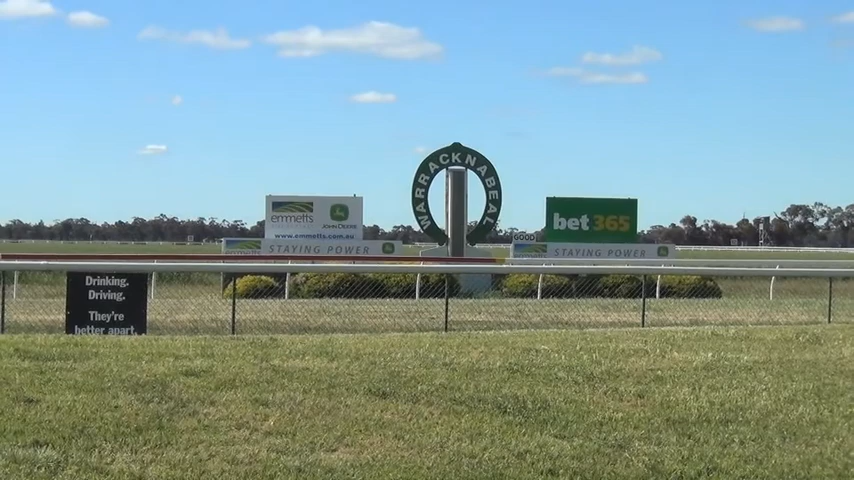 WARRACKNABEAL
emmetts
JOHN DEERE
www.emmetts.com.au
bet365
GOOD
emmetts STAYING POWER
STAYING POWER
Drinking.
Driving.
They're
better apart.